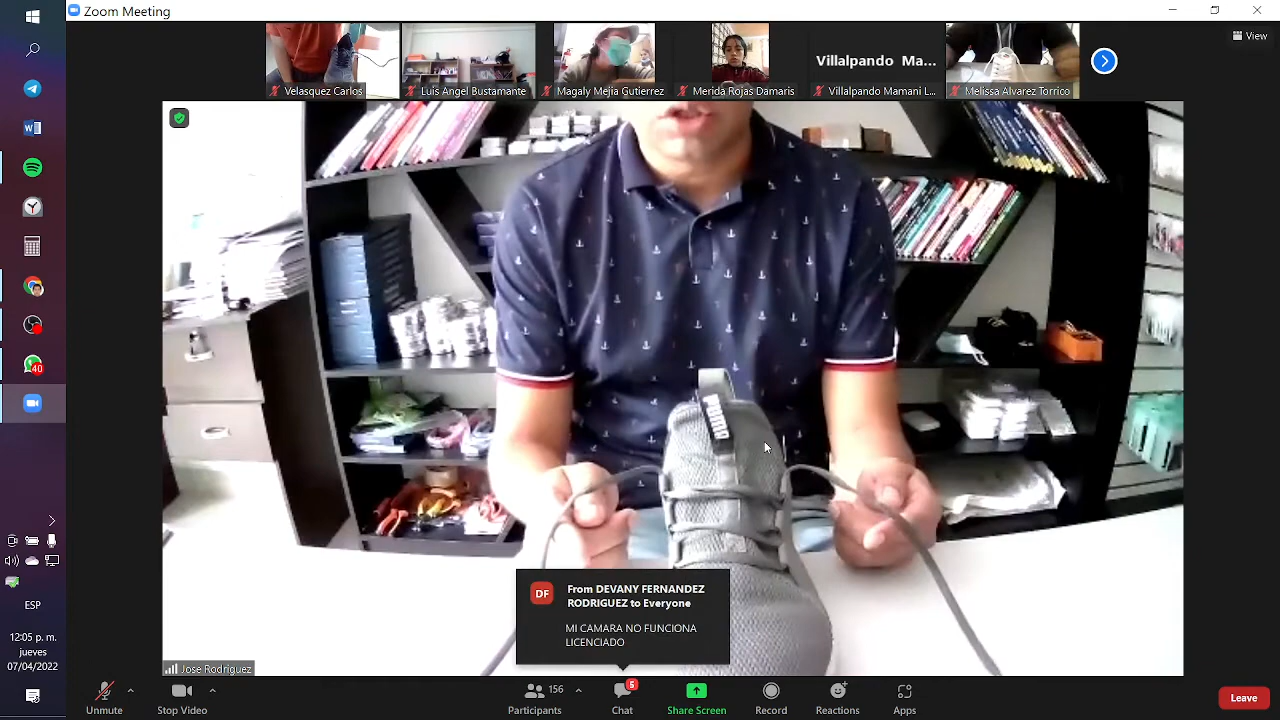 Zoom Meeting
View
Velasquez Carlos
Luis Angel Bustamante
Magaly Mejia Gutierrez
Merida Rojas Damaris
Villalpando Ma...
Villalpando Mamani L...
Melissa Alvarez Torrico
PUMA
From DEVANY FERNANDEZ
RODRIGUEZ to Everyone
MI CAMARA NO FUNCIONA
LICENCIADO
Jose Rodriguez
40
ESP
12:05 p. m.
jueves
07/04/2022
Unmute
Stop Video
156
Participants
6
Chat
Share Screen
Record
Reactions
Apps
Leave